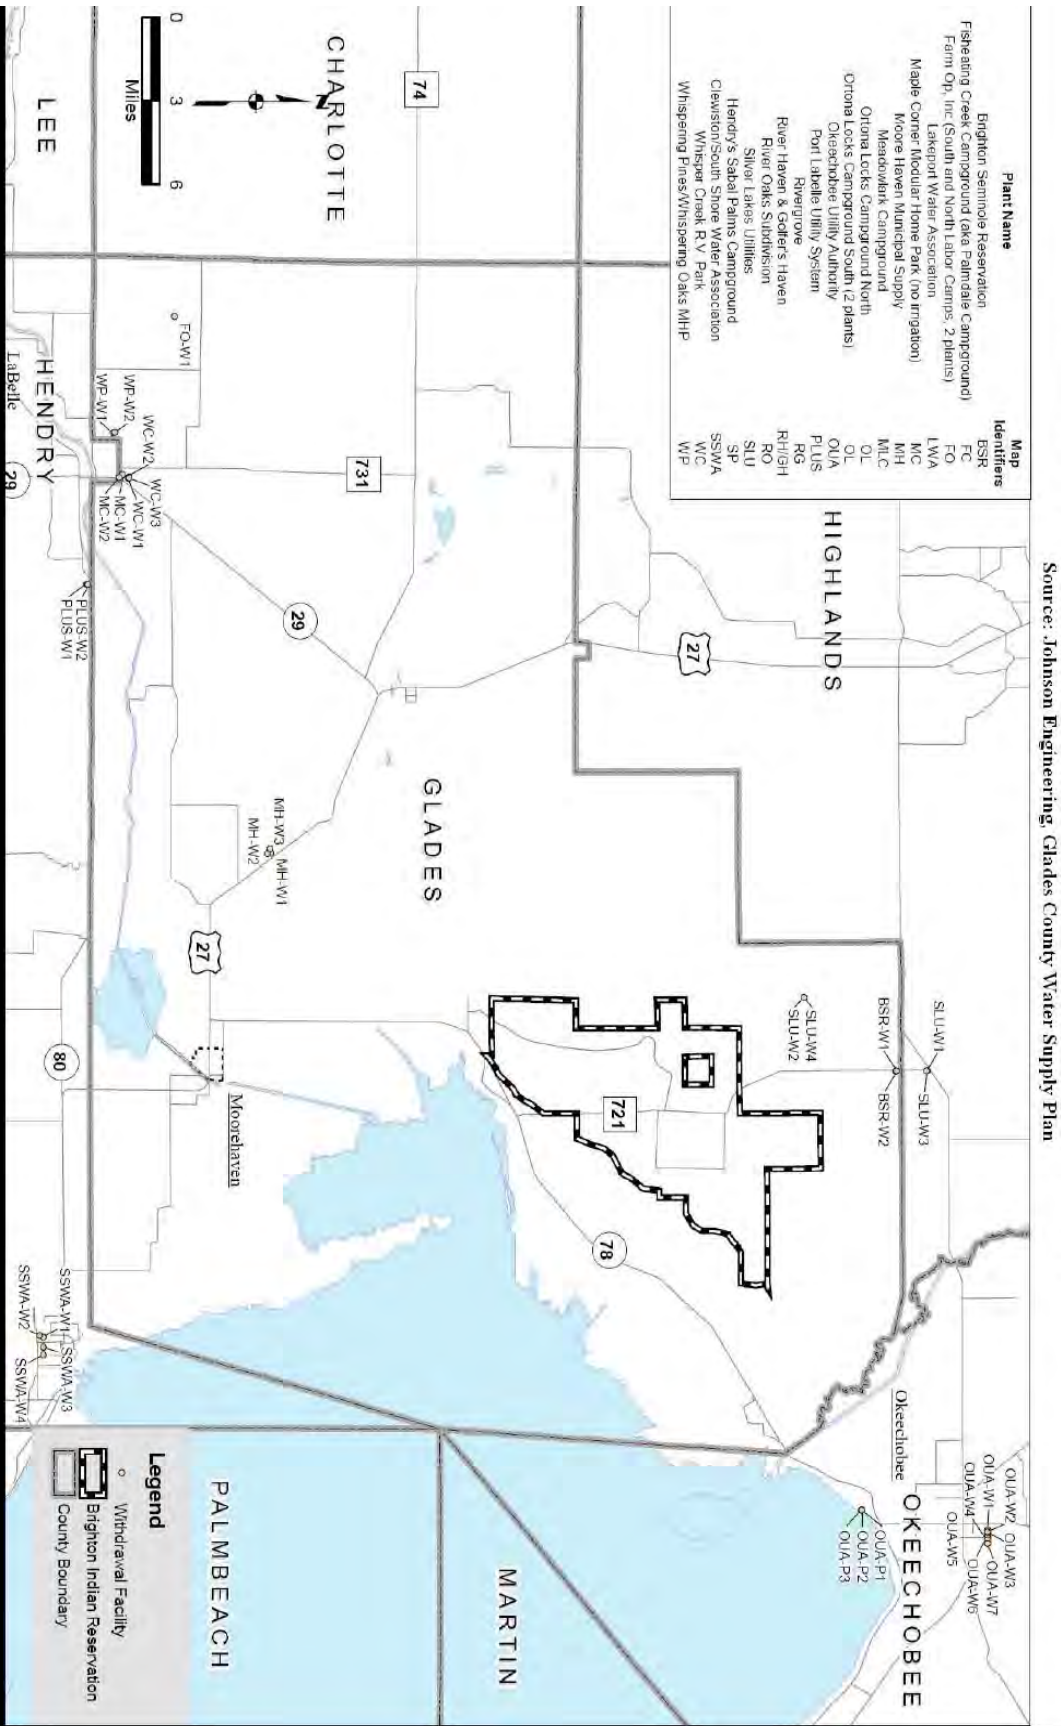 Source: Johnson Engineering, Glades County Water Supply Plan
Plant Name
Map Identifiers
Brighton Seminole Reservation BSR
Fisheating Creek Campground (aka Palmdale Campground) FC
Farm Op, Inc (South and North Labor Camps, 2 plants) FO
Lakeport Water Association LWA
Maple Corner Modular Home Park (no irrigation) MC
Moore Haven Municipal Supply MH
Meadowlark Campground MLC
Ortona Locks Campground North OL
Ortona Locks Campground South (2 plants) OL
Okeechobee Utility Authority OUA
Port Labelle Utility System PLUS
Rivergrove RG
River Haven & Golfer's Haven RH/GH
River Oaks Subdivision RO
Silver Lakes Utilities SLU
Hendry's Sabal Palms Campground SP
Clewiston/South Shore Water Association SSWA
Whisper Creek R.V. Park WC
Whispering Pines/Whispering Oaks MHP WP
HIGHLANDS
27
SLU-W1
SLU-W3
BSR-W1
BSR-W2
SLU-W4
SLU-W2
721
78
Okeechobee
OKEECHOBEE
OUA-W2
OUA-W3
OUA-W1
OUA-W7
OUA-W4
OUA-W6
OUA-W5
OUA-P1
OUA-P2
OUA-P3
CHARLOTTE
74
731
29
GLADES
MARTIN
MH-W3
MH-W1
MH-W2
27
Moorehaven
PALMBEACH
N
0 3 6
Miles
FO-W1
WP-W2
WP-W1
WC-W2
WC-W3
WC-W1
MC-W1
MC-W2
PLUS-W2
PLUS-W1
LEE
HENDRY
LaBelle
29
80
SSWA-W1
SSWA-W3
SSWA-W2
SSWA-W4
Legend
Withdrawal Facility
Brighton Indian Reservation
County Boundary